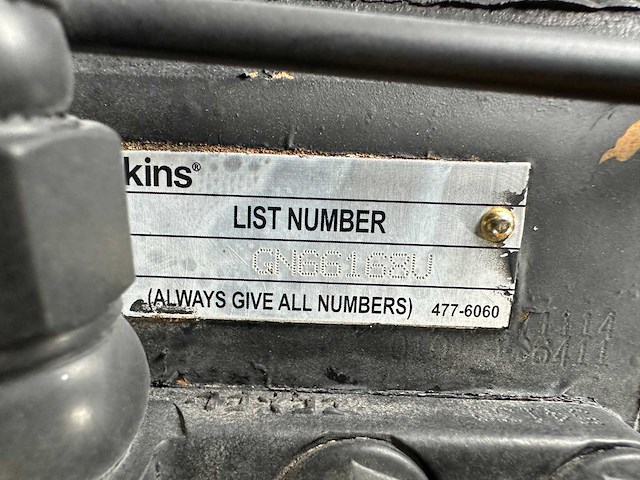 kins®
LIST NUMBER
GN66168U
(ALWAYS GIVE ALL NUMBERS) 477-6060